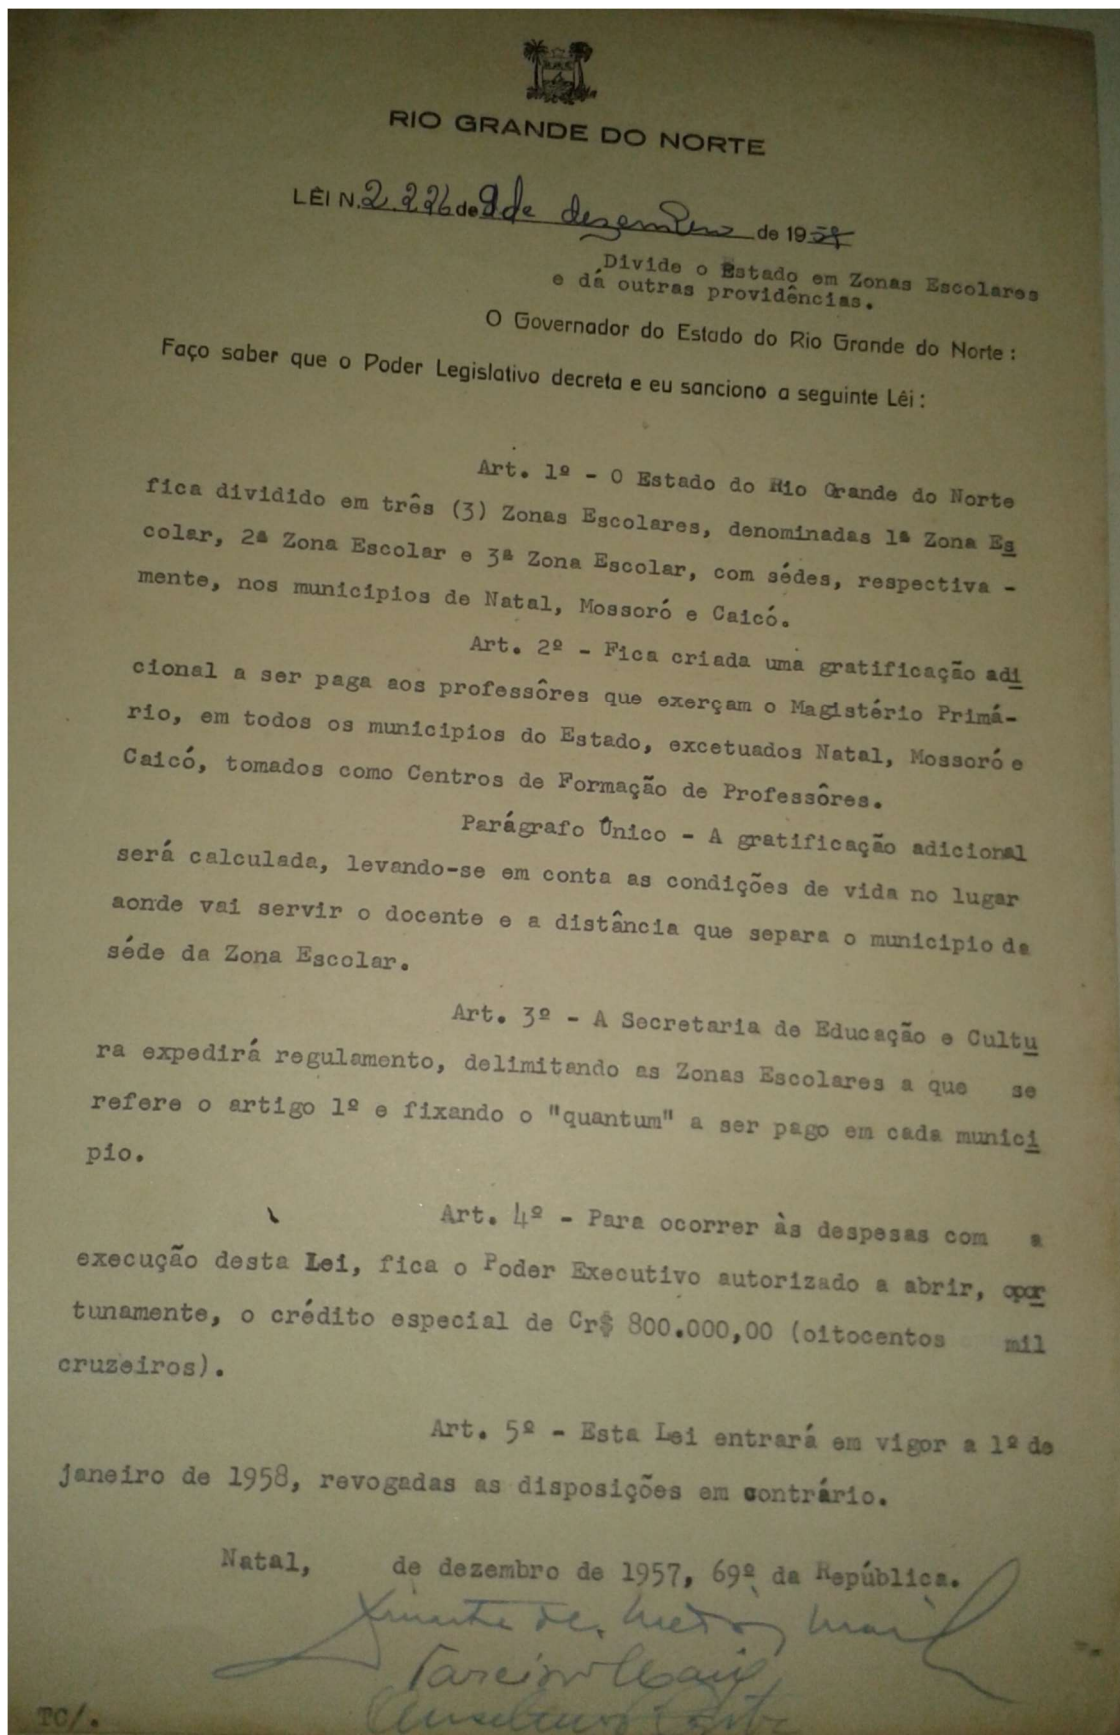 RIO GRANDE DO NORTE
LÊI N. 2.226 de 9 de dezembro de 1957
Divide o Estado em Zonas Escolares
e dá outras providências.
O Governador do Estado do Rio Grande do Norte:
Faço saber que o Poder Legislativo decreta e eu sanciono a seguinte Lêi:
Art. 1º - O Estado do Rio Grande do Norte
fica dividido em três (3) Zonas Escolares, denominadas 1ª Zona Es
colar, 2ª Zona Escolar e 3ª Zona Escolar, com sédes, respectiva -
mente, nos municipios de Natal, Mossoró e Caicó.
Art. 2º - Fica criada uma gratificação adi
cional a ser paga aos professôres que exerçam o Magistério Primá-
rio, em todos os municipios do Estado, excetuados Natal, Mossoró e
Caicó, tomados como Centros de Formação de Professôres.
Parágrafo Único - A gratificação adicional
será calculada, levando-se em conta as condições de vida no lugar
aonde vai servir o docente e a distância que separa o municipio da
séde da Zona Escolar.
Art. 3º - A Secretaria de Educação e Cultu
ra expedirá regulamento, delimitando as Zonas Escolares a que se
refere o artigo 1º e fixando o "quantum" a ser pago em cada munici
pio.
Art. 4º - Para ocorrer às despesas com a
execução desta Lei, fica o Poder Executivo autorizado a abrir, opor
tunamente, o crédito especial de Cr$ 800.000,00 (oitocentos mil
cruzeiros).
Art. 5º - Esta Lei entrará em vigor a 1º de
janeiro de 1958, revogadas as disposições em contrário.
Natal, de dezembro de 1957, 69º da República.
Tarcisio Maia
TC/.